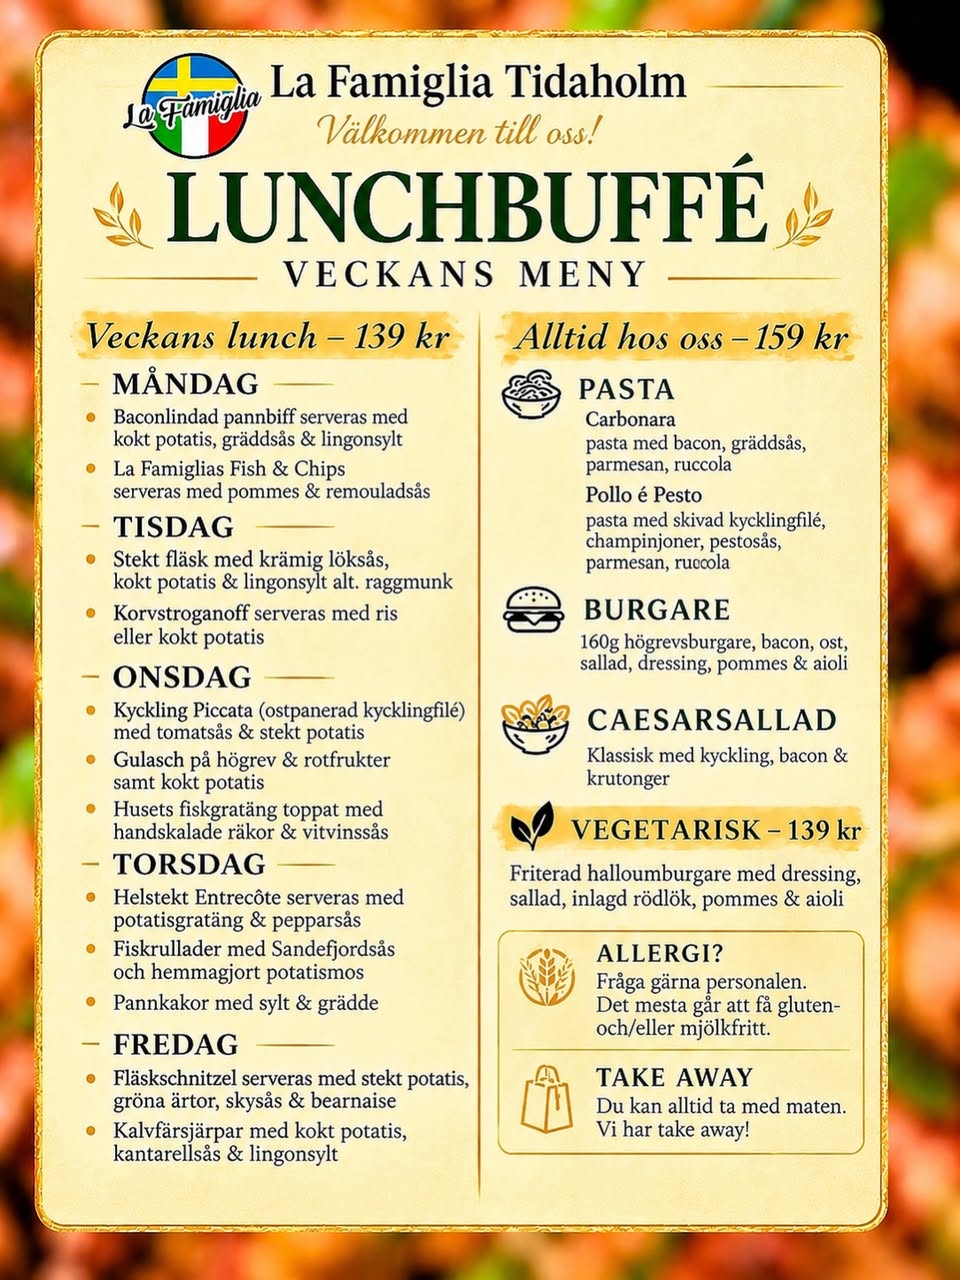 La Famiglia
La Famiglia Tidaholm
Välkommen till oss!
LUNCHBUFFÉ
VECKANS MENY
Veckans lunch – 139 kr
MÅNDAG
Baconlindad pannbiff serveras med
kokt potatis, gräddsås & lingonsylt
La Famiglias Fish & Chips
serveras med pommes & remouladsås
TISDAG
Stekt fläsk med krämig löksås,
kokt potatis & lingonsylt alt. raggmunk
Korvstroganoff serveras med ris
eller kokt potatis
ONSDAG
Kyckling Piccata (ostpanerad kycklingfilé)
med tomatsås & stekt potatis
Gulasch på högrev & rotfrukter
samt kokt potatis
Husets fiskgratäng toppat med
handskalade räkor & vitvinssås
TORSDAG
Helstekt Entrecôte serveras med
potatisgratäng & pepparsås
Fiskrullader med Sandefjordsås
och hemmagjort potatismos
Pannkakor med sylt & grädde
FREDAG
Fläskschnitzel serveras med stekt potatis,
gröna ärtor, skysås & bearnaise
Kalvfärsjärpar med kokt potatis,
kantarellsås & lingonsylt
Alltid hos oss – 159 kr
PASTA
Carbonara
pasta med bacon, gräddsås,
parmesan, ruccola
Pollo é Pesto
pasta med skivad kycklingfilé,
champinjoner, pestosås,
parmesan, ruccola
BURGARE
160g högrevsburgare, bacon, ost,
sallad, dressing, pommes & aioli
CAESARSALLAD
Klassisk med kyckling, bacon &
krutonger
VEGETARISK – 139 kr
Friterad halloumburgare med dressing,
sallad, inlagd rödlök, pommes & aioli
ALLERGI?
Fråga gärna personalen.
Det mesta går att få gluten-
och/eller mjölkfritt.
TAKE AWAY
Du kan alltid ta med maten.
Vi har take away!